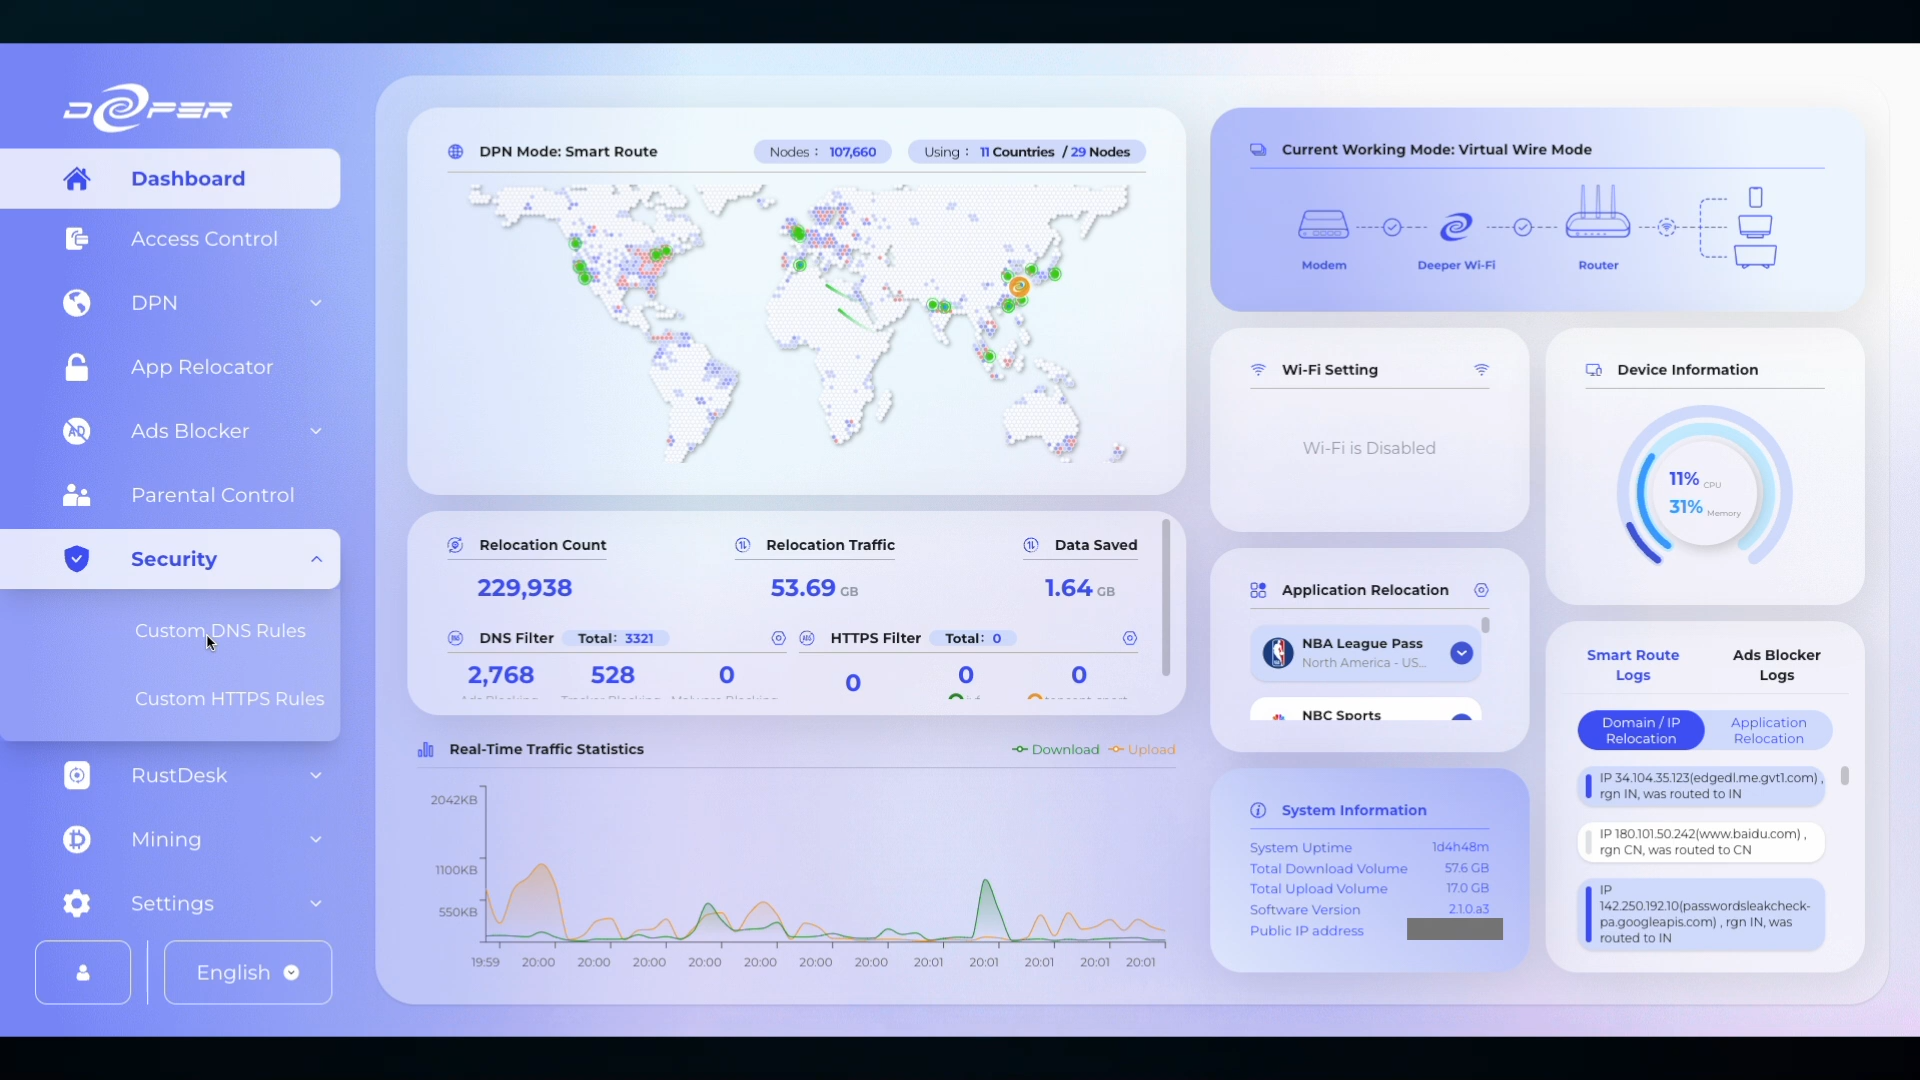 DEEPER
Dashboard
Access Control
DPN
App Relocator
Ads Blocker
Parental Control
Security
Custom DNS Rules
Custom HTTPS Rules
RustDesk
Mining
Settings
English
DPN Mode: Smart Route
Nodes : 107,660
Using : 11 Countries / 29 Nodes
Relocation Count
229,938
Relocation Traffic
53.69 GB
Data Saved
1.64 GB
DNS Filter
Total: 3321
2,768
528
0
HTTPS Filter
Total: 0
0
0
0
Real-Time Traffic Statistics
Download
Upload
2042KB
1100KB
550KB
19:59 20:00 20:00 20:00 20:00 20:00 20:00 20:00 20:01 20:01 20:01 20:01 20:01
Current Working Mode: Virtual Wire Mode
Modem
Deeper Wi-Fi
Router
Wi-Fi Setting
Wi-Fi is Disabled
Device Information
11% CPU
31% Memory
Application Relocation
NBA League Pass
North America - US...
NBC Sports
System Information
System Uptime 1d4h48m
Total Download Volume 57.6 GB
Total Upload Volume 17.0 GB
Software Version 2.1.0.a3
Public IP address
Smart Route
Logs
Ads Blocker
Logs
Domain / IP
Relocation
Application
Relocation
IP 34.104.35.123(edgedl.me.gvt1.com) ,
rgn IN, was routed to IN
IP 180.101.50.242(www.baidu.com) ,
rgn CN, was routed to CN
IP
142.250.192.10(passwordsleakcheck-
pa.googleapis.com) , rgn IN, was
routed to IN